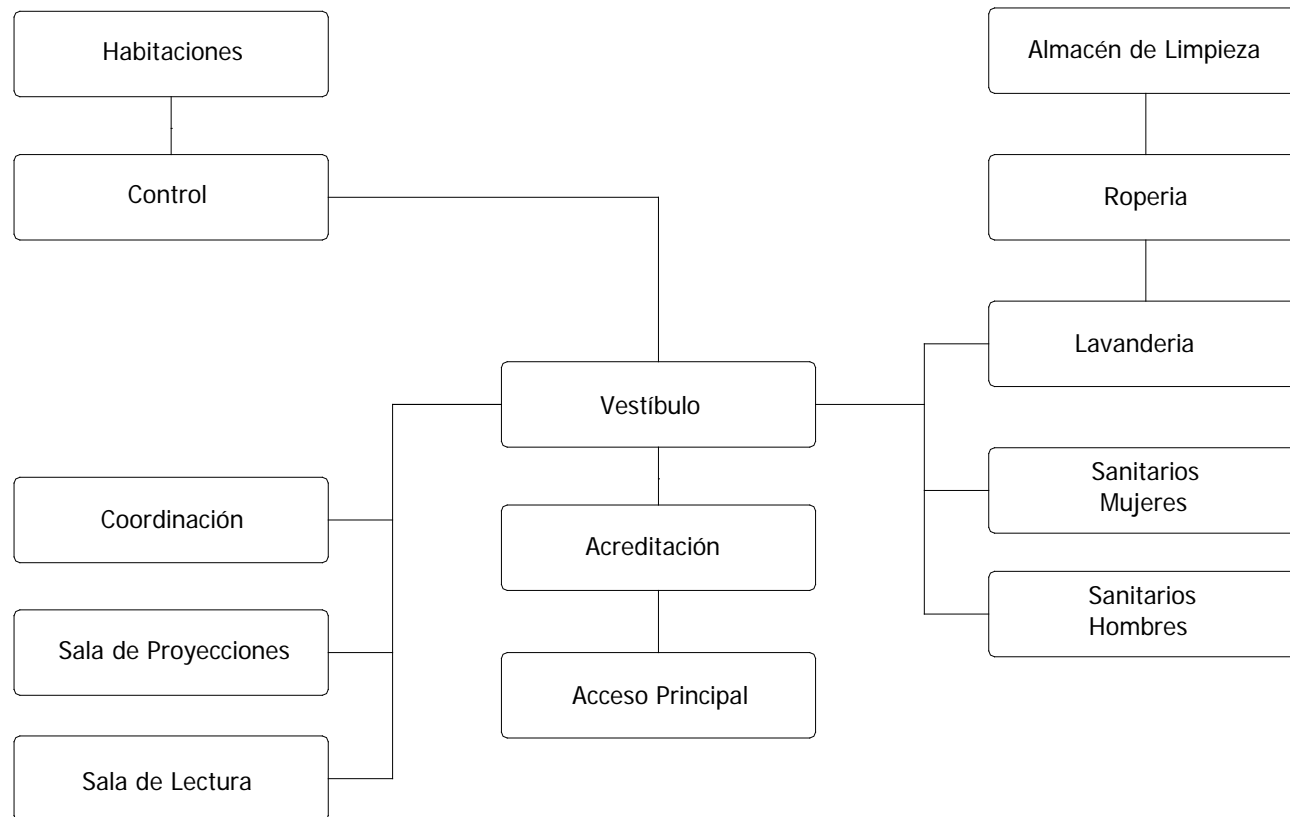 Habitaciones
Control
Coordinación
Sala de Proyecciones
Sala de Lectura
Vestíbulo
Acreditación
Acceso Principal
Almacén de Limpieza
Roperia
Lavanderia
Sanitarios
Mujeres
Sanitarios
Hombres